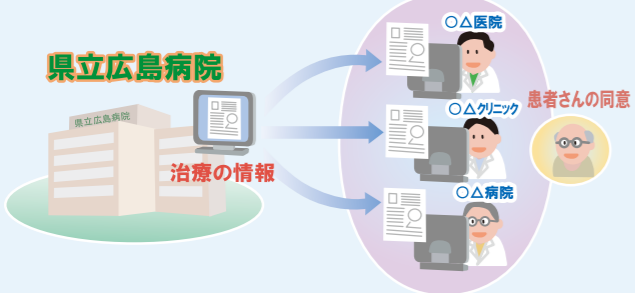 県立広島病院
県立広島病院
治療の情報
○△医院
○△クリニック
○△病院
患者さんの同意